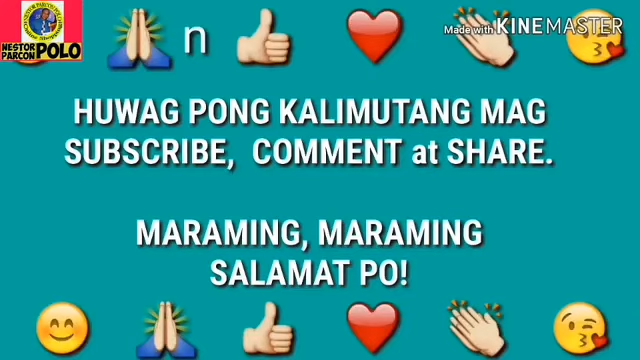 NESTOR PARCON POLO
n
Made with KINEMASTER
HUWAG PONG KALIMUTANG MAG
SUBSCRIBE, COMMENT at SHARE.
MARAMING, MARAMING
SALAMAT PO!